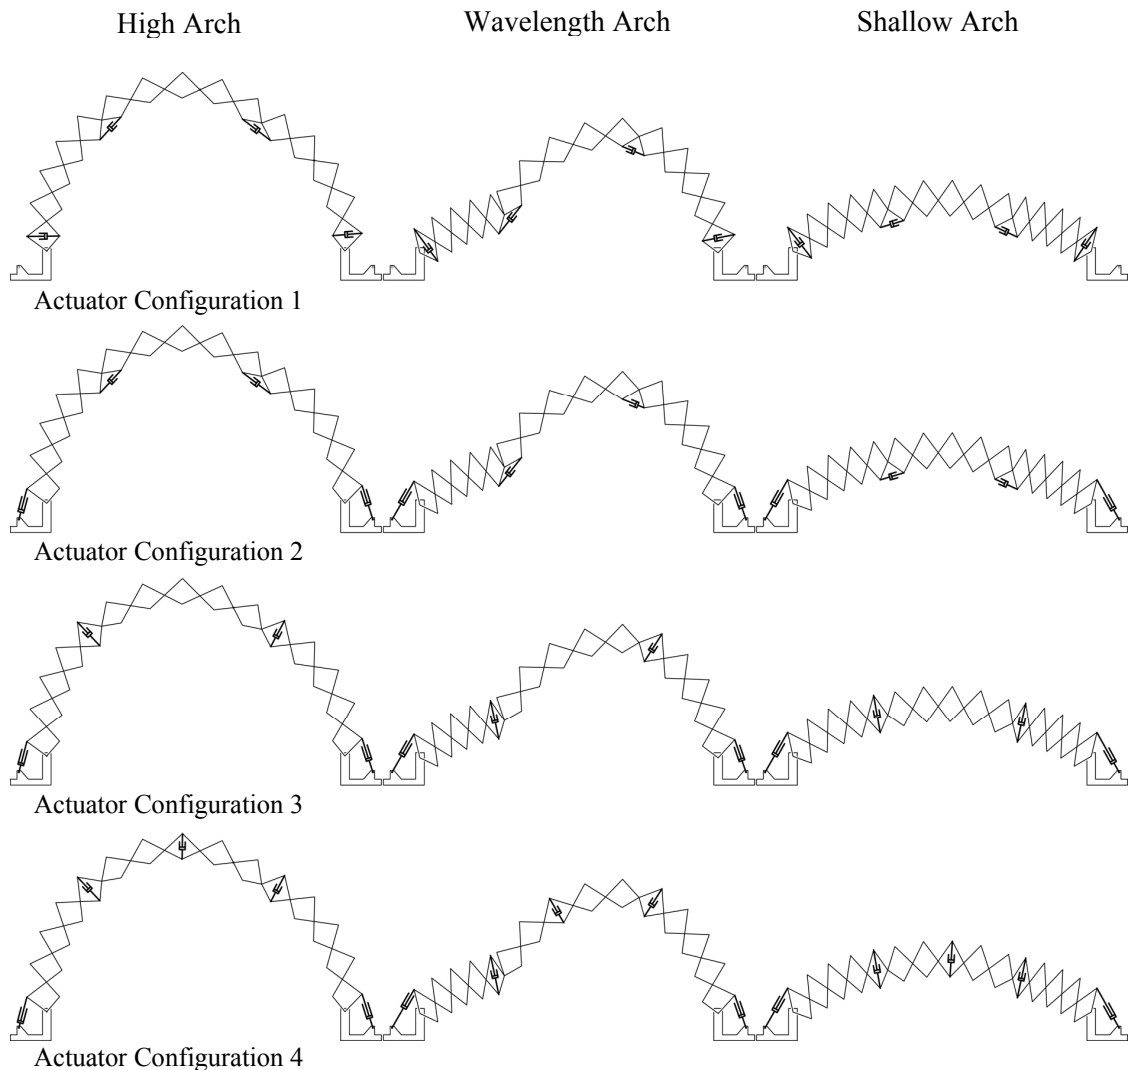 High Arch
Wavelength Arch
Shallow Arch
Actuator Configuration 1
Actuator Configuration 2
Actuator Configuration 3
Actuator Configuration 4